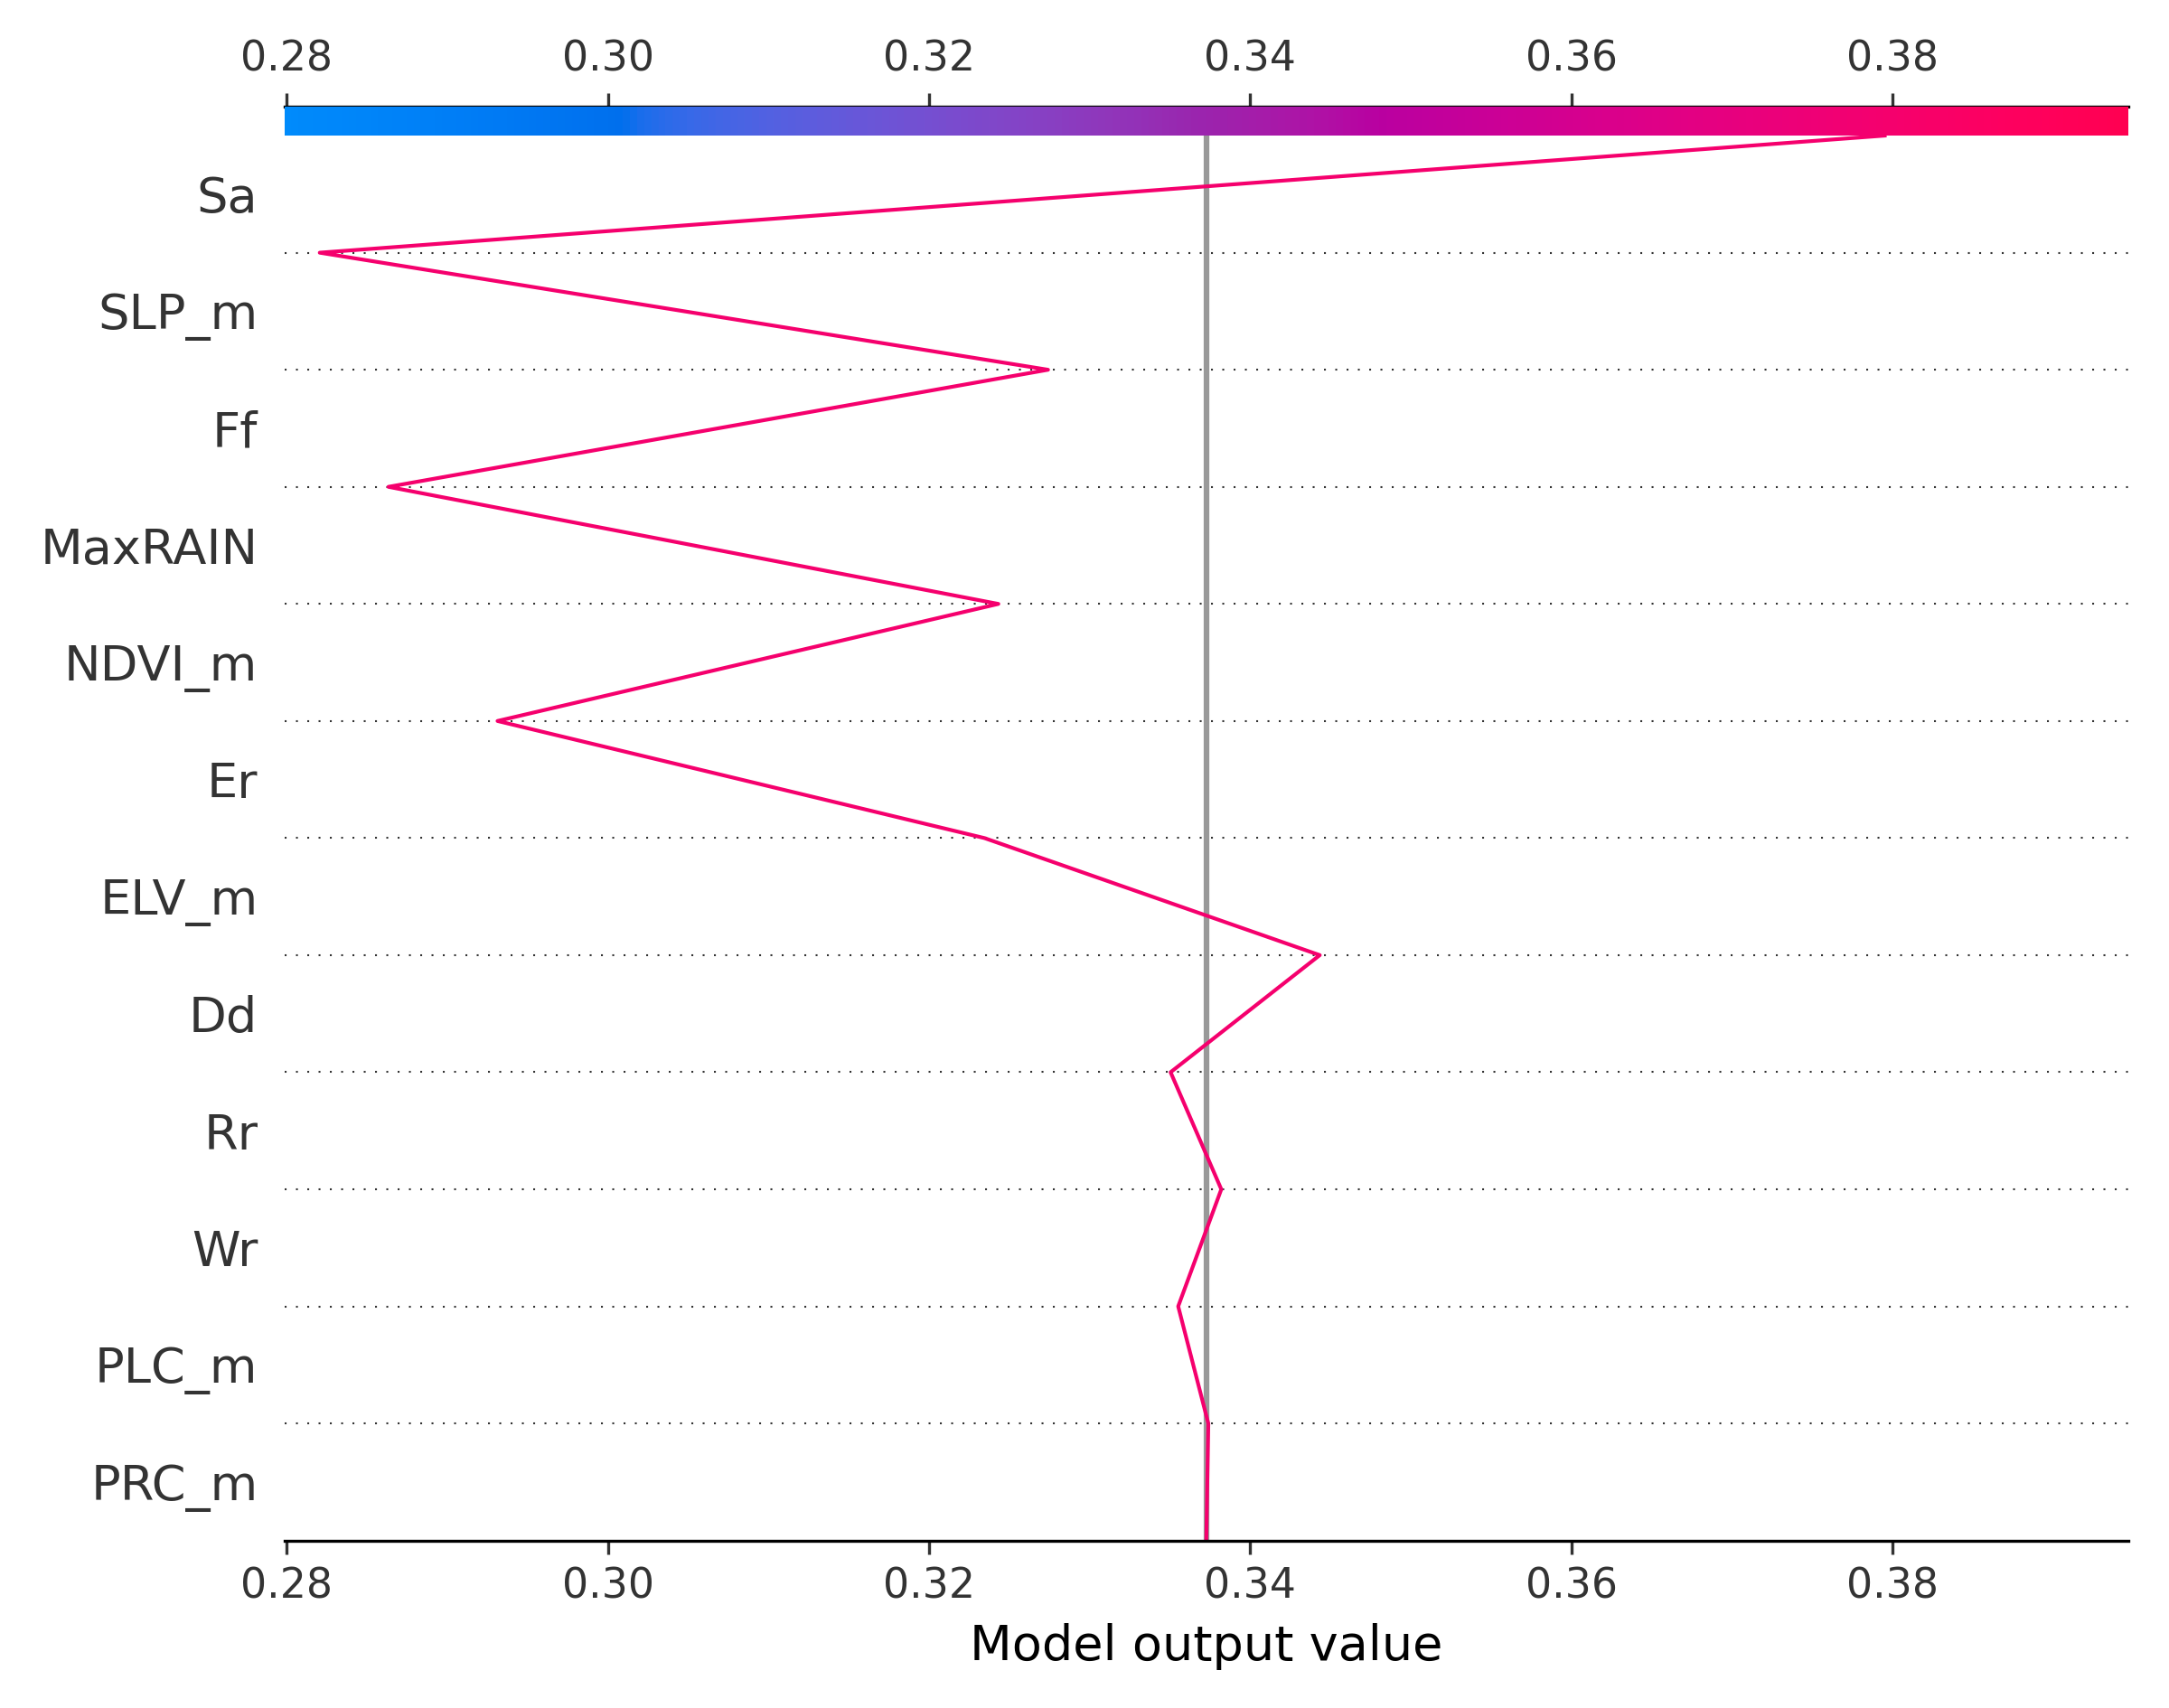 0.28 0.30 0.32 0.34 0.36 0.38
Sa
SLP_m
Ff
MaxRAIN
NDVI_m
Er
ELV_m
Dd
Rr
Wr
PLC_m
PRC_m
0.28 0.30 0.32 0.34 0.36 0.38
Model output value